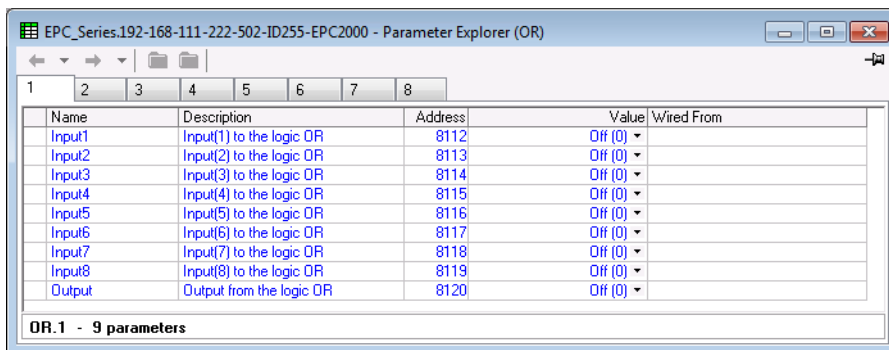 EPC_Series.192-168-111-222-502-ID255-EPC2000 - Parameter Explorer (OR)
1 2 3 4 5 6 7 8
Name Description Address Value Wired From
Input1 Input(1) to the logic OR 8112 Off (0)
Input2 Input(2) to the logic OR 8113 Off (0)
Input3 Input(3) to the logic OR 8114 Off (0)
Input4 Input(4) to the logic OR 8115 Off (0)
Input5 Input(5) to the logic OR 8116 Off (0)
Input6 Input(6) to the logic OR 8117 Off (0)
Input7 Input(7) to the logic OR 8118 Off (0)
Input8 Input(8) to the logic OR 8119 Off (0)
Output Output from the logic OR 8120 Off (0)
OR.1 - 9 parameters